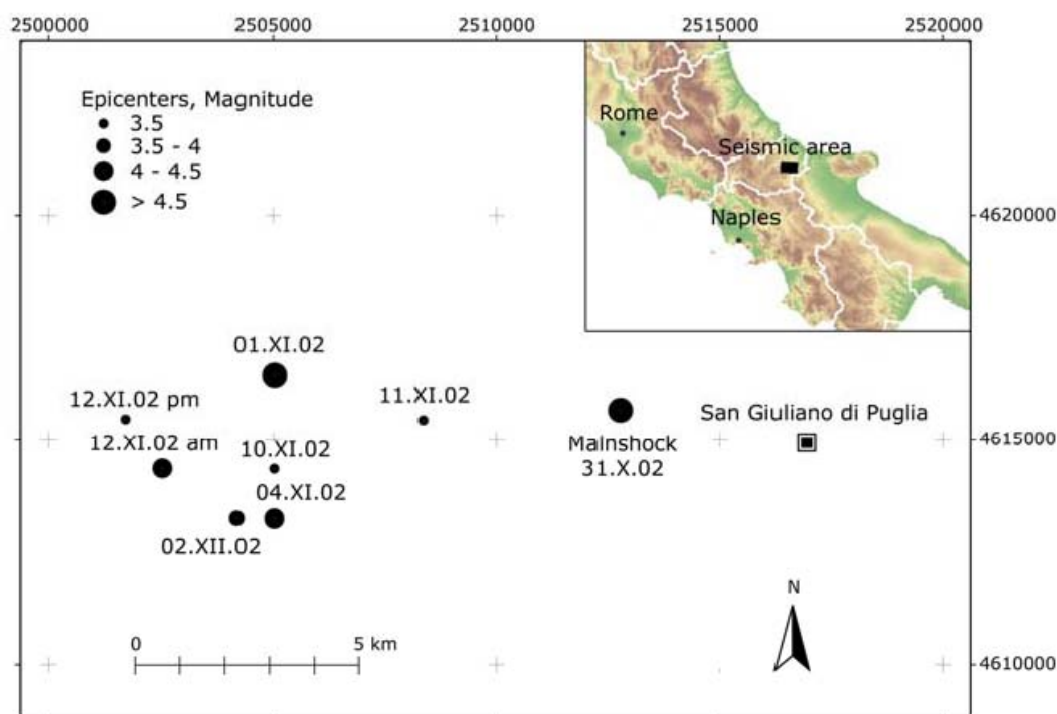 2500000 2505000 2510000 2515000 2520000
Epicenters, Magnitude
3.5
3.5 - 4
4 - 4.5
> 4.5
Rome
Seismic area
Naples
4620000
01.XI.02
12.XI.02 pm
11.XI.02
San Giuliano di Puglia
12.XI.02 am
10.XI.02
Mainshock
31.X.02
4615000
04.XI.02
02.XII.02
N
0 5 km
4610000